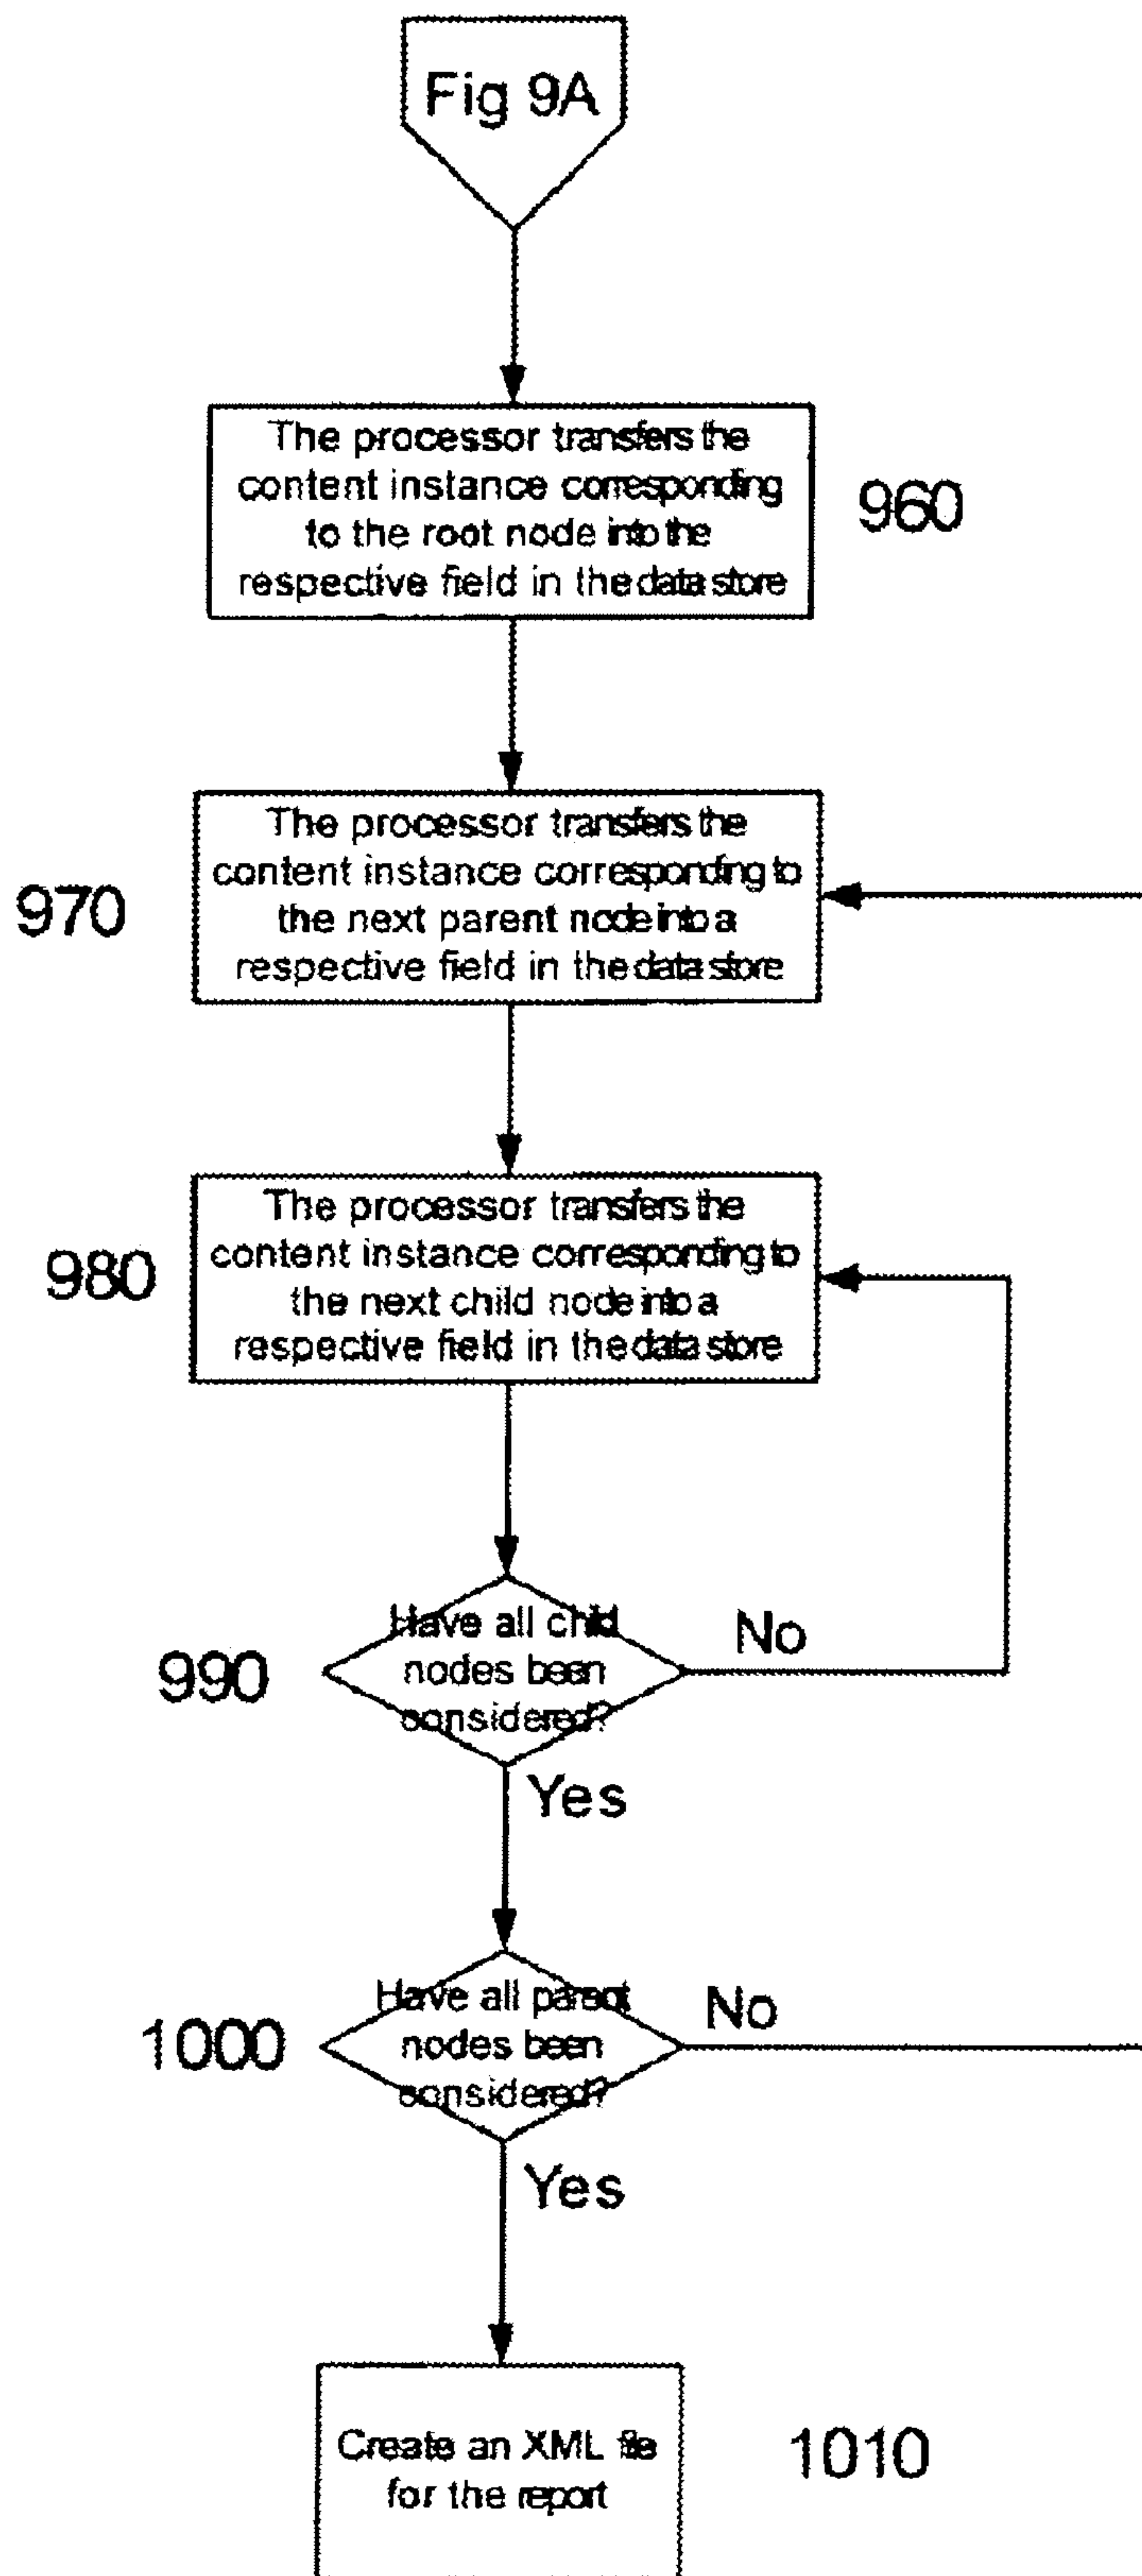 Fig 9A
The processor transfers the
content instance corresponding
to the root node into the
respective field in the data store
960
The processor transfers the
content instance corresponding to
the next parent node into a
respective field in the data store
970
The processor transfers the
content instance corresponding to
the next child node into a
respective field in the data store
980
Have all child
nodes been
considered?
990
No
Yes
Have all parent
nodes been
considered?
1000
No
Yes
Create an XML file
for the report
1010